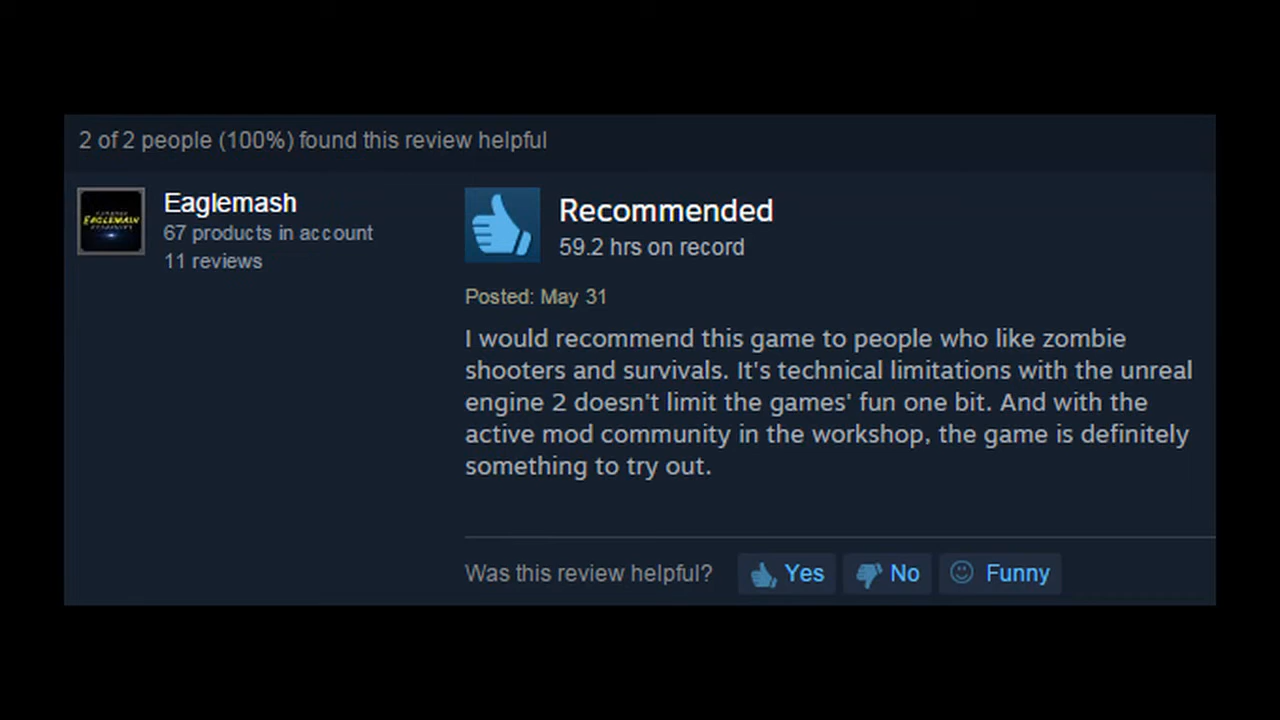 2 of 2 people (100%) found this review helpful
EAGLEMASH
Eaglemash
67 products in account
11 reviews
Recommended
59.2 hrs on record
Posted: May 31
I would recommend this game to people who like zombie
shooters and survivals. It's technical limitations with the unreal
engine 2 doesn't limit the games' fun one bit. And with the
active mod community in the workshop, the game is definitely
something to try out.
Was this review helpful?
Yes
No
Funny